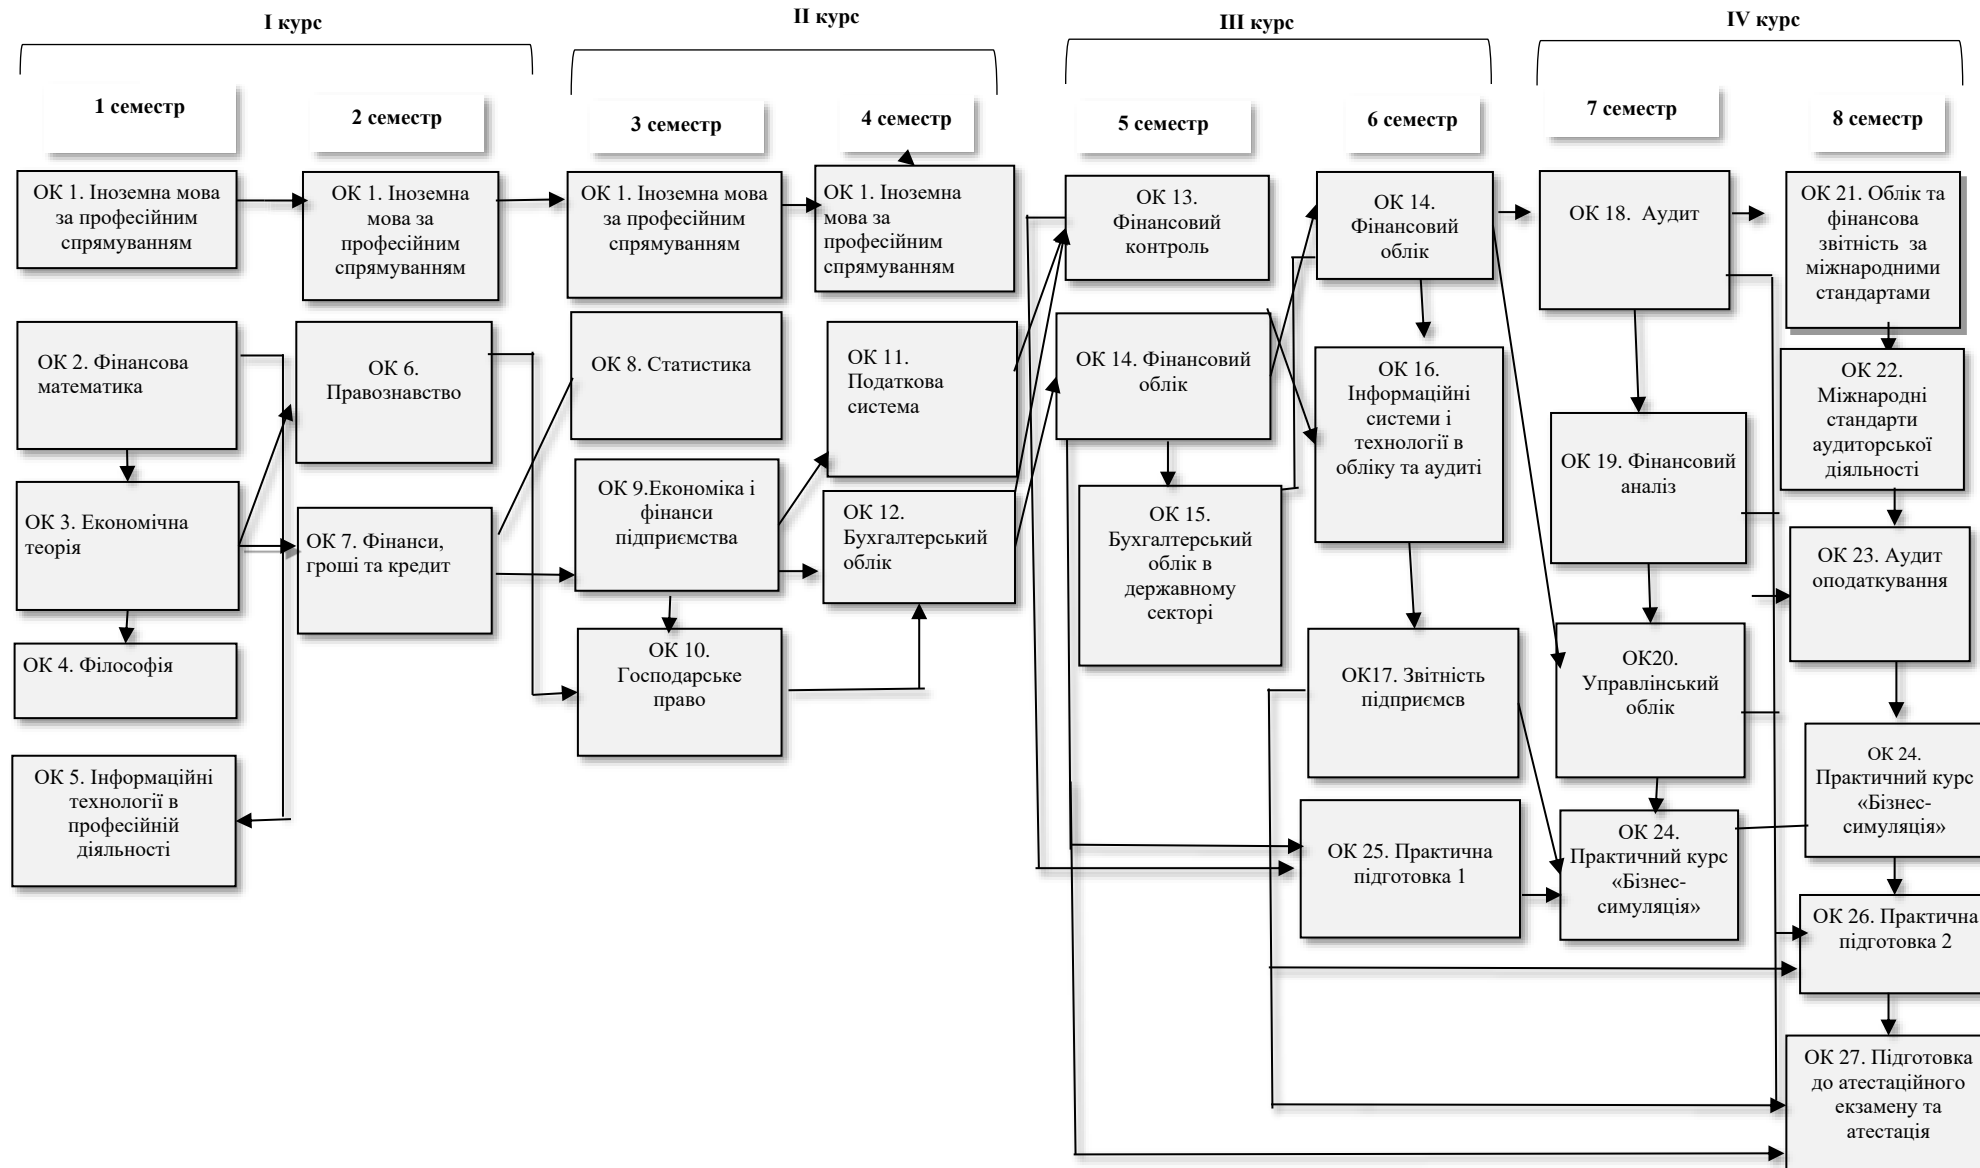 І курс
ІІ курс
ІІІ курс
IV курс
1 семестр
2 семестр
3 семестр
4 семестр
5 семестр
6 семестр
7 семестр
8 семестр
ОК 1. Іноземна мова
за професійним
спрямуванням
ОК 2. Фінансова
математика
ОК 3. Економічна
теорія
ОК 4. Філософія
ОК 5. Інформаційні
технології в
професійній
діяльності
ОК 1. Іноземна
мова за
професійним
спрямуванням
ОК 6.
Правознавство
ОК 7. Фінанси,
гроші та кредит
ОК 1. Іноземна мова
за професійним
спрямуванням
ОК 8. Статистика
ОК 9.Економіка і
фінанси
підприємства
ОК 10.
Господарське
право
ОК 1. Іноземна
мова за
професійним
спрямуванням
ОК 11.
Податкова
система
ОК 12.
Бухгалтерський
облік
ОК 13.
Фінансовий
контроль
ОК 14. Фінансовий
облік
ОК 15.
Бухгалтерський
облік в
державному
секторі
ОК 14.
Фінансовий
облік
ОК 16.
Інформаційні
системи і
технології в
обліку та аудиті
ОК17. Звітність
підприємсв
ОК 25. Практична
підготовка 1
ОК 18. Аудит
ОК 19. Фінансовий
аналіз
ОК20.
Управлінський
облік
ОК 24.
Практичний курс
«Бізнес-
симуляція»
ОК 21. Облік та
фінансова
звітність за
міжнародними
стандартами
ОК 22.
Міжнародні
стандарти
аудиторської
діяльності
ОК 23. Аудит
оподаткування
ОК 24.
Практичний курс
«Бізнес-
симуляція»
ОК 26. Практична
підготовка 2
ОК 27. Підготовка
до атестаційного
екзамену та
атестація